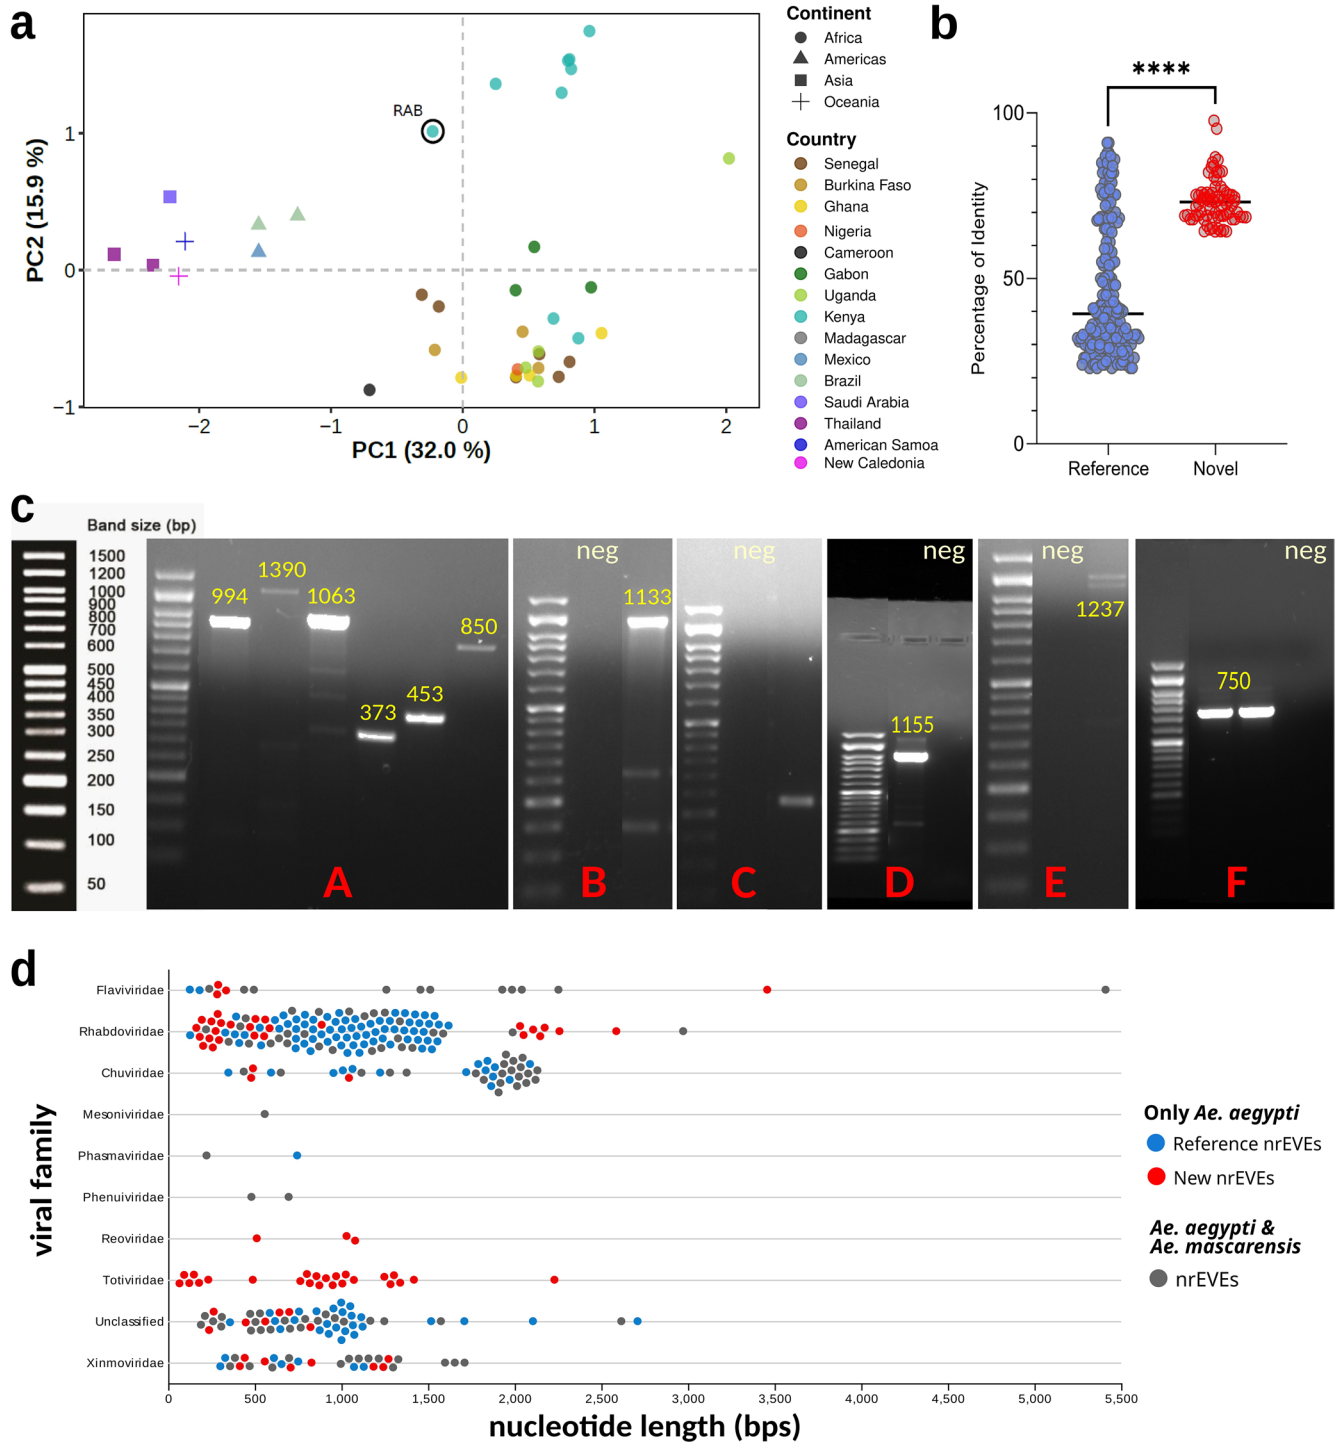 a
PC2 (15.9 %)
1
0
−1
−2
−1
0
1
2
PC1 (32.0 %)
RAB
Continent
Africa
Americas
Asia
Oceania
Country
Senegal
Burkina Faso
Ghana
Nigeria
Cameroon
Gabon
Uganda
Kenya
Madagascar
Mexico
Brazil
Saudi Arabia
Thailand
American Samoa
New Caledonia
b
****
Percentage of Identity
100
50
0
Reference
Novel
c
Band size (bp)
1500
1200
1000
900
800
700
600
500
450
400
350
300
250
200
150
100
50
994
1390
1063
373
453
850
A
neg
1133
B
neg
C
neg
1155
D
neg
1237
E
neg
750
F
d
viral family
Flaviviridae
Rhabdoviridae
Chuviridae
Mesoniviridae
Phasmaviridae
Phenuiviridae
Reoviridae
Totiviridae
Unclassified
Xinmoviridae
0
500
1,000
1,500
2,000
2,500
3,000
3,500
4,000
4,500
5,000
5,500
nucleotide length (bps)
Only Ae. aegypti
Reference nrEVEs
New nrEVEs
Ae. aegypti &
Ae. mascarensis
nrEVEs